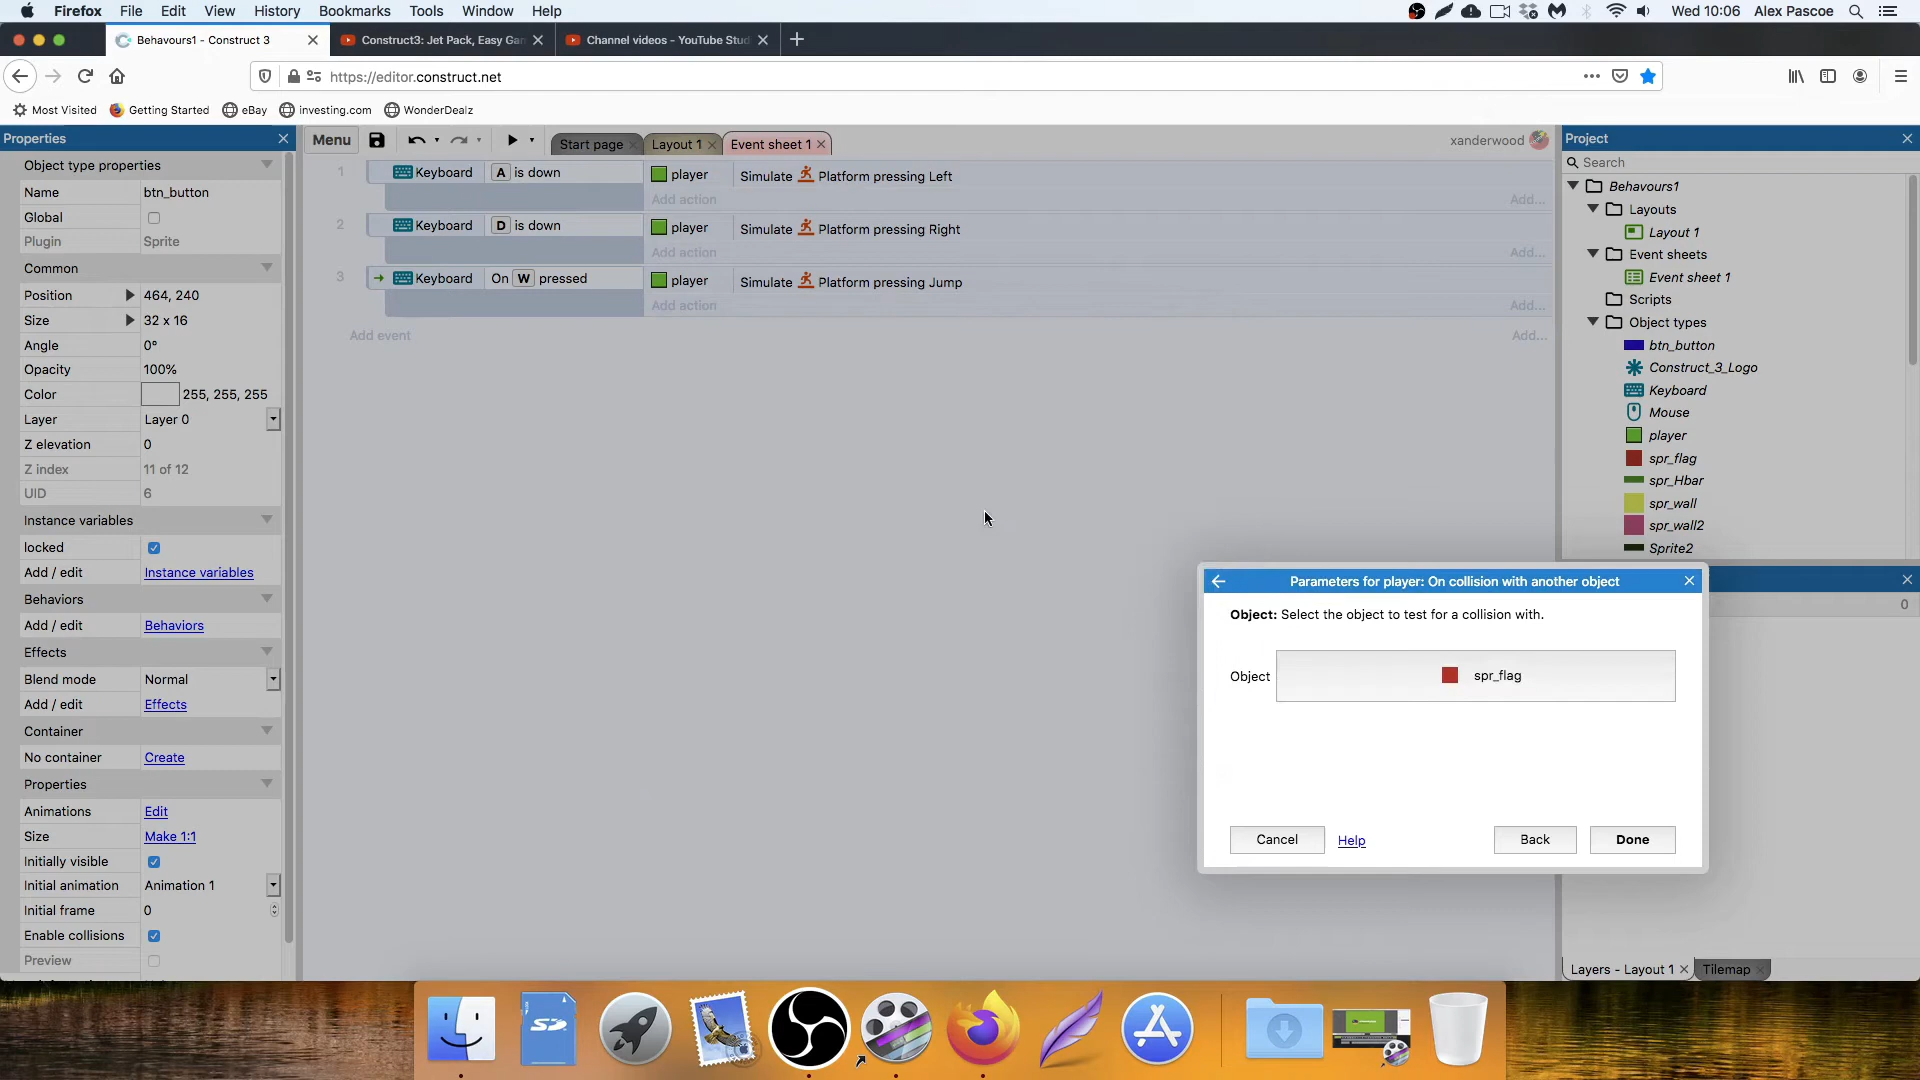 Firefox File Edit View History Bookmarks Tools Window Help Wed 10:06 Alex Pascoe
Behavours1 - Construct 3
Construct3: Jet Pack, Easy Gam
Channel videos - YouTube Studi
https://editor.construct.net
Most Visited Getting Started eBay investing.com WonderDealz
Properties
Object type properties
Name btn_button
Global
Plugin Sprite
Common
Position 464, 240
Size 32 x 16
Angle 0°
Opacity 100%
Color 255, 255, 255
Layer Layer 0
Z elevation 0
Z index 11 of 12
UID 6
Instance variables
locked
Add / edit Instance variables
Behaviors
Add / edit Behaviors
Effects
Blend mode Normal
Add / edit Effects
Container
No container Create
Properties
Animations Edit
Size Make 1:1
Initially visible
Initial animation Animation 1
Initial frame 0
Enable collisions
Preview
Menu
Start page
Layout 1
Event sheet 1
xanderwood
1 Keyboard A is down player Simulate Platform pressing Left
Add action Add...
2 Keyboard D is down player Simulate Platform pressing Right
Add action Add...
3 Keyboard On W pressed player Simulate Platform pressing Jump
Add action Add...
Add event Add...
Parameters for player: On collision with another object
Object: Select the object to test for a collision with.
Object spr_flag
Cancel Help Back Done
Project
Search
Behavours1
Layouts
Layout 1
Event sheets
Event sheet 1
Scripts
Object types
btn_button
Construct_3_Logo
Keyboard
Mouse
player
spr_flag
spr_Hbar
spr_wall
spr_wall2
Sprite2
0
Layers - Layout 1
Tilemap
SD